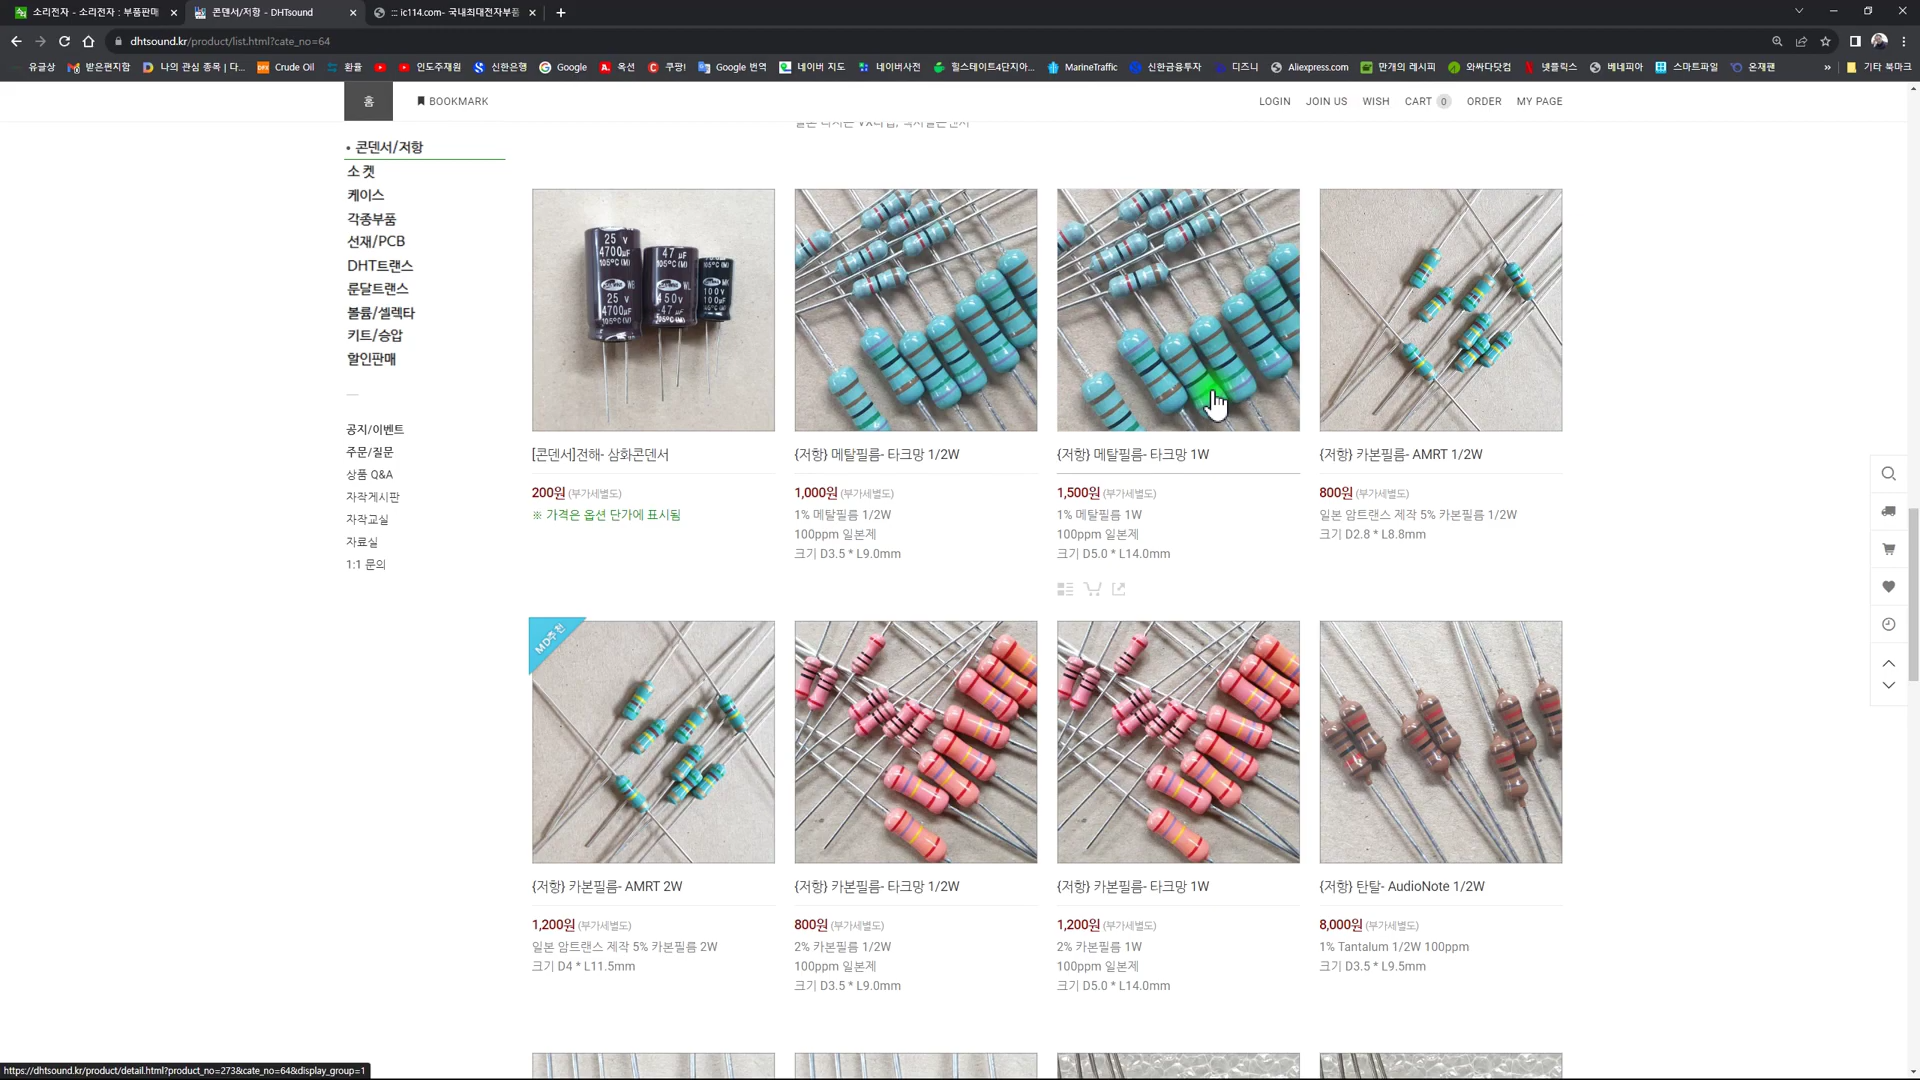 소리전자 - 소리전자 : 부품판매
콘덴서/저항 - DHTsound
::: ic114.com- 국내최대전자부품
dhtsound.kr/product/list.html?cate_no=64
유글상 받은편지함 나의 관심 종목 | 다... Crude Oil 환율 인도주재원 신한은행 Google 옥션 쿠팡! Google 번역 네이버 지도 네이버사전 힐스테이트4단지아... MarineTraffic 신한금융투자 디즈니 Aliexpress.com 만개의 레시피 와싸다닷컴 넷플릭스 베네피아 스마트파일 온재팬 » 기타 북마크
홈 BOOKMARK LOGIN JOIN US WISH CART 0 ORDER MY PAGE
• 콘덴서/저항
소 켓
케이스
각종부품
선재/PCB
DHT트랜스
룬달트랜스
볼륨/셀렉타
키트/승압
할인판매
공지/이벤트
주문/질문
상품 Q&A
자작게시판
자작교실
자료실
1:1 문의
25 V
4700µF
105°C(M)
SAMWHA WB
25 V
4700µF
105°C(M)
47 µF
105°C(M)
WL
450v
47 µF
105°C(M)
105°C(M)
100v
100µF
[콘덴서]전해- 삼화콘덴서
200원 (부가세별도)
※ 가격은 옵션 단가에 표시됨
{저항} 메탈필름- 타크망 1/2W
1,000원 (부가세별도)
1% 메탈필름 1/2W
100ppm 일본제
크기 D3.5 * L9.0mm
{저항} 메탈필름- 타크망 1W
1,500원 (부가세별도)
1% 메탈필름 1W
100ppm 일본제
크기 D5.0 * L14.0mm
{저항} 카본필름- AMRT 1/2W
800원 (부가세별도)
일본 암트랜스 제작 5% 카본필름 1/2W
크기 D2.8 * L8.8mm
MD추천
{저항} 카본필름- AMRT 2W
1,200원 (부가세별도)
일본 암트랜스 제작 5% 카본필름 2W
크기 D4 * L11.5mm
{저항} 카본필름- 타크망 1/2W
800원 (부가세별도)
2% 카본필름 1/2W
100ppm 일본제
크기 D3.5 * L9.0mm
{저항} 카본필름- 타크망 1W
1,200원 (부가세별도)
2% 카본필름 1W
100ppm 일본제
크기 D5.0 * L14.0mm
{저항} 탄탈- AudioNote 1/2W
8,000원 (부가세별도)
1% Tantalum 1/2W 100ppm
크기 D3.5 * L9.5mm
https://dhtsound.kr/product/detail.html?product_no=273&cate_no=64&display_group=1